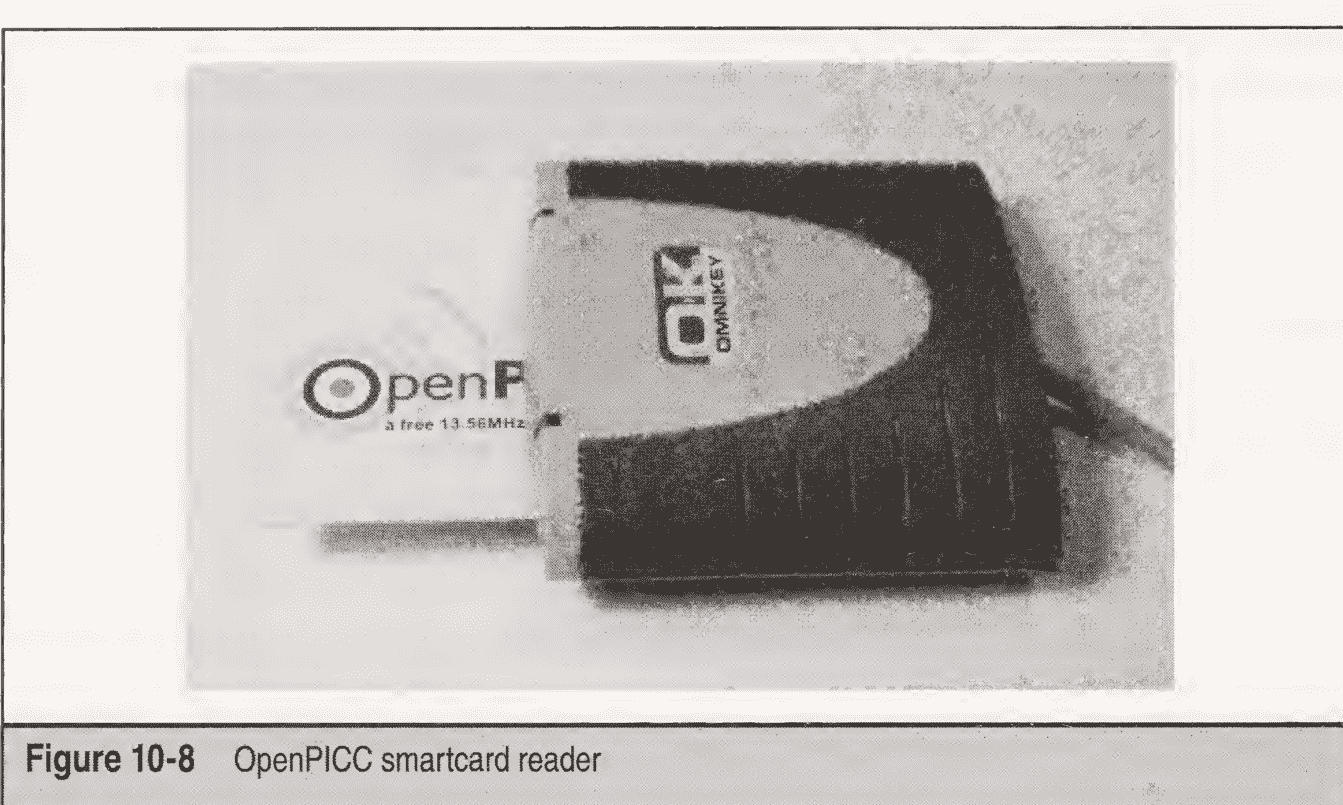 OK
OMNIKEY
OpenP
a free 13.56MHz
Figure 10-8 OpenPICC smartcard reader